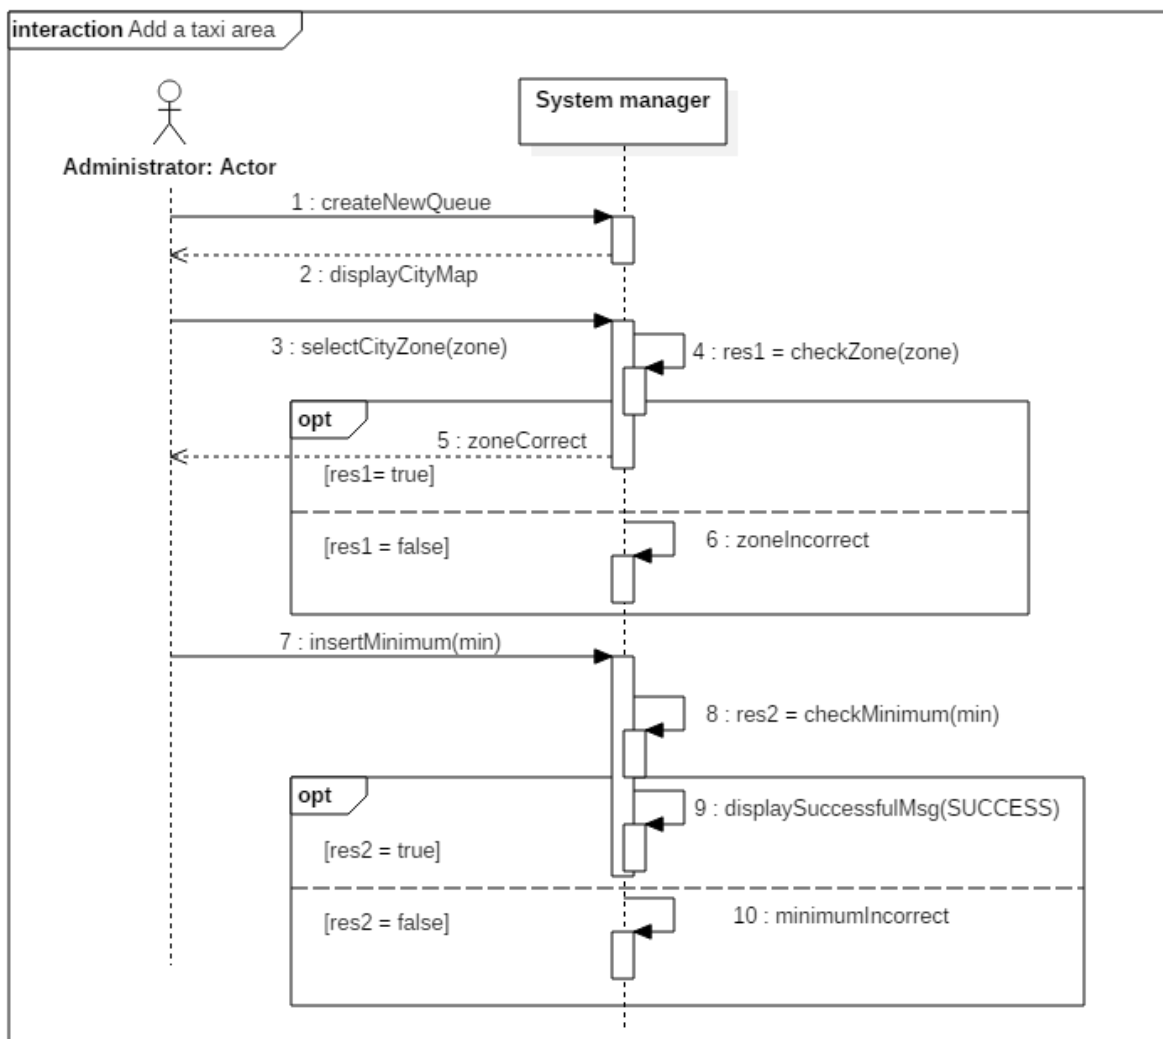 interaction Add a taxi area
System manager
Administrator: Actor
1 : createNewQueue
2 : displayCityMap
3 : selectCityZone(zone)
4 : res1 = checkZone(zone)
opt
5 : zoneCorrect
[res1= true]
[res1 = false]
6 : zoneIncorrect
7 : insertMinimum(min)
8 : res2 = checkMinimum(min)
opt
9 : displaySuccessfulMsg(SUCCESS)
[res2 = true]
[res2 = false]
10 : minimumIncorrect